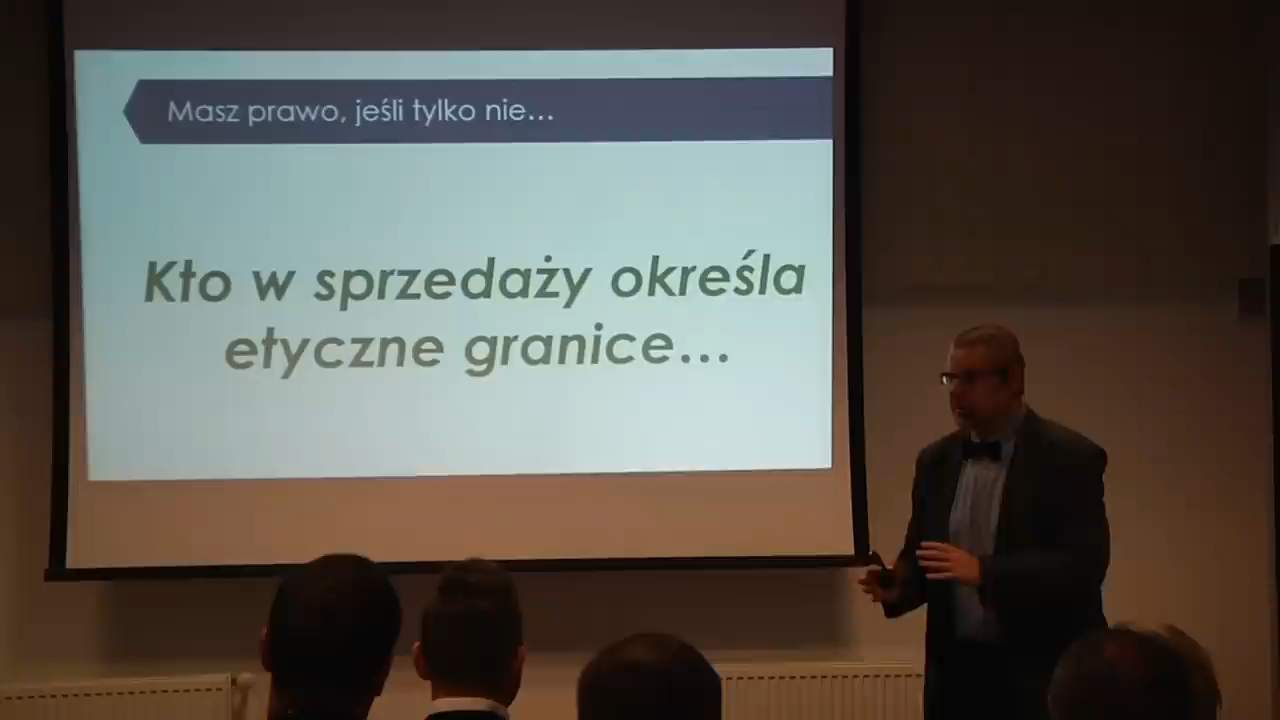 Masz prawo, jeśli tylko nie...
Kto w sprzedaży określa
etyczne granice...